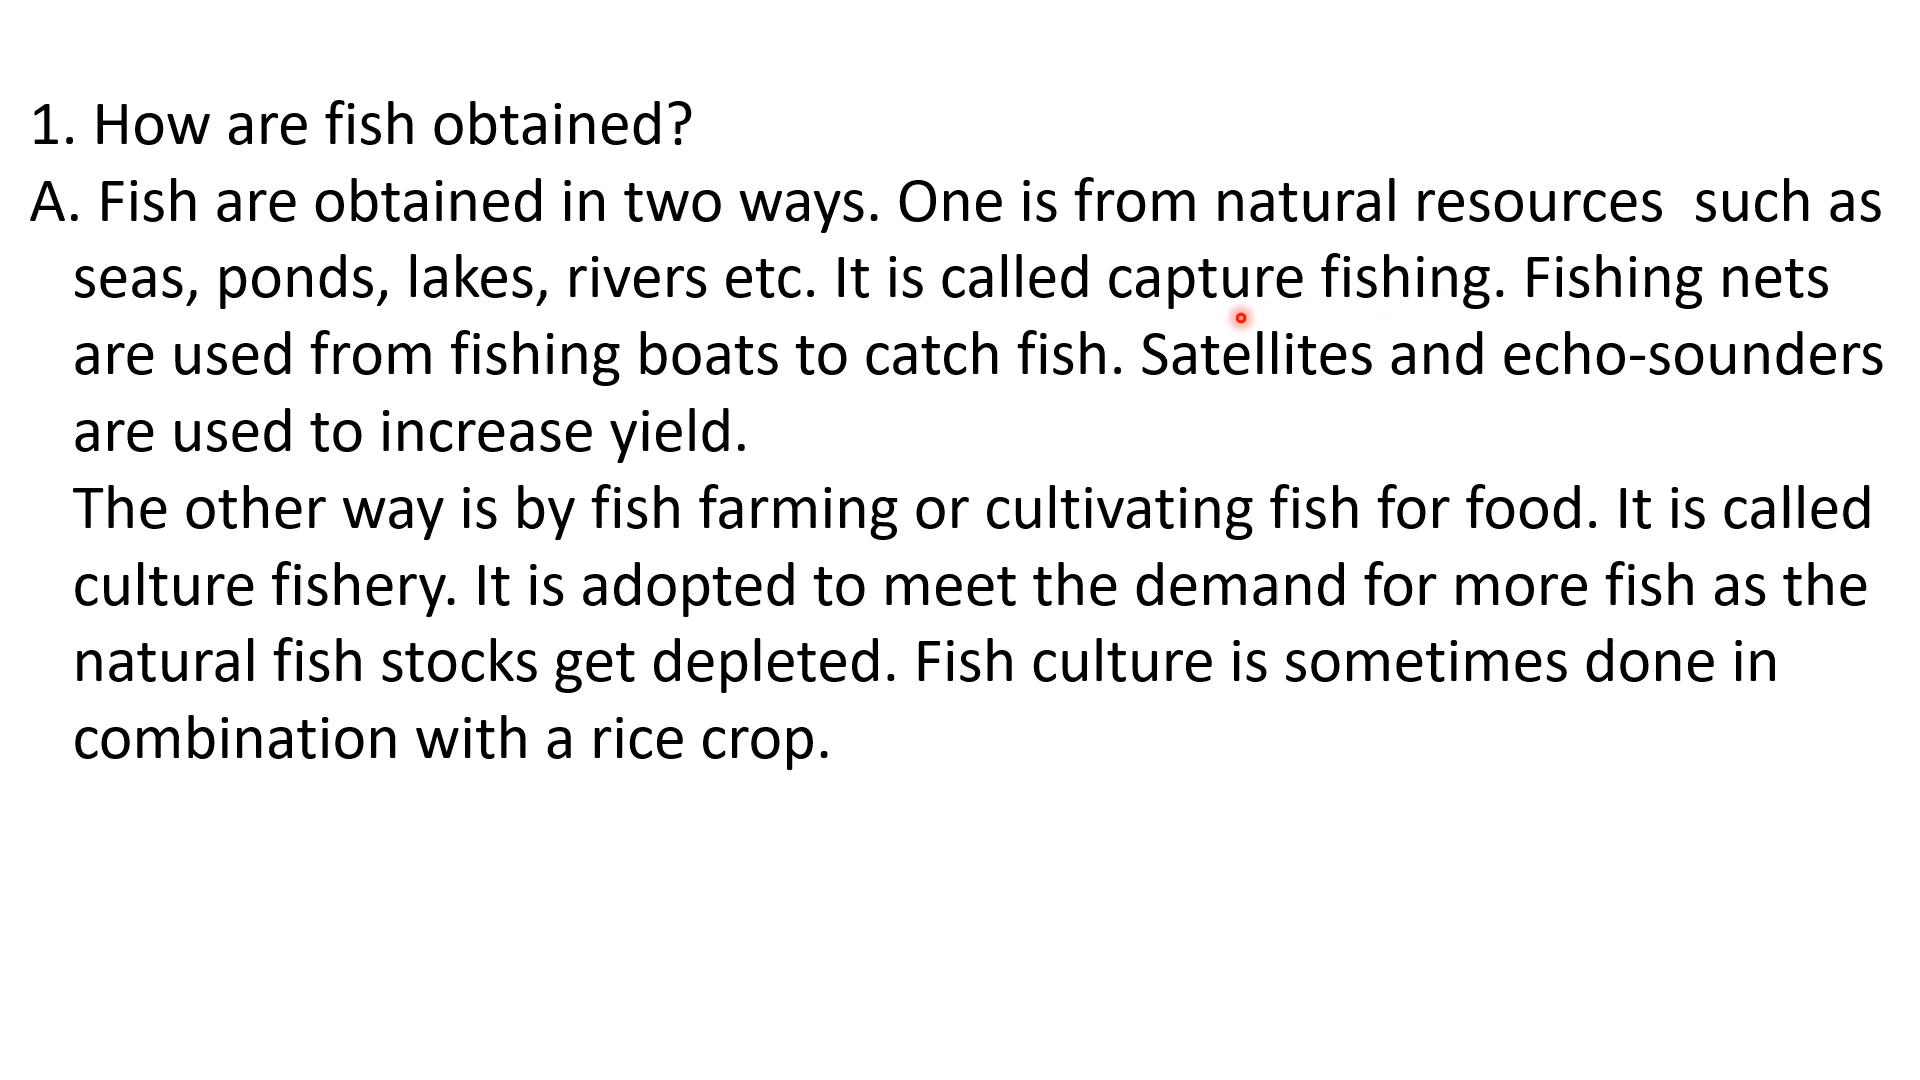 1. How are fish obtained?
A. Fish are obtained in two ways. One is from natural resources  such as
seas, ponds, lakes, rivers etc. It is called capture fishing. Fishing nets
are used from fishing boats to catch fish. Satellites and echo-sounders
are used to increase yield.
The other way is by fish farming or cultivating fish for food. It is called
culture fishery. It is adopted to meet the demand for more fish as the
natural fish stocks get depleted. Fish culture is sometimes done in
combination with a rice crop.